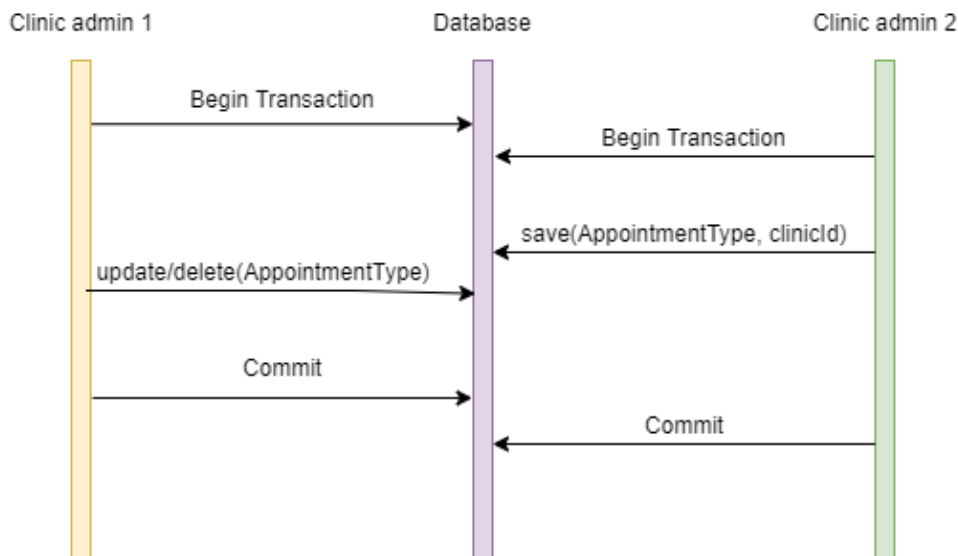 Clinic admin 1
Database
Clinic admin 2
Begin Transaction
Begin Transaction
save(AppointmentType, clinicId)
update/delete(AppointmentType)
Commit
Commit